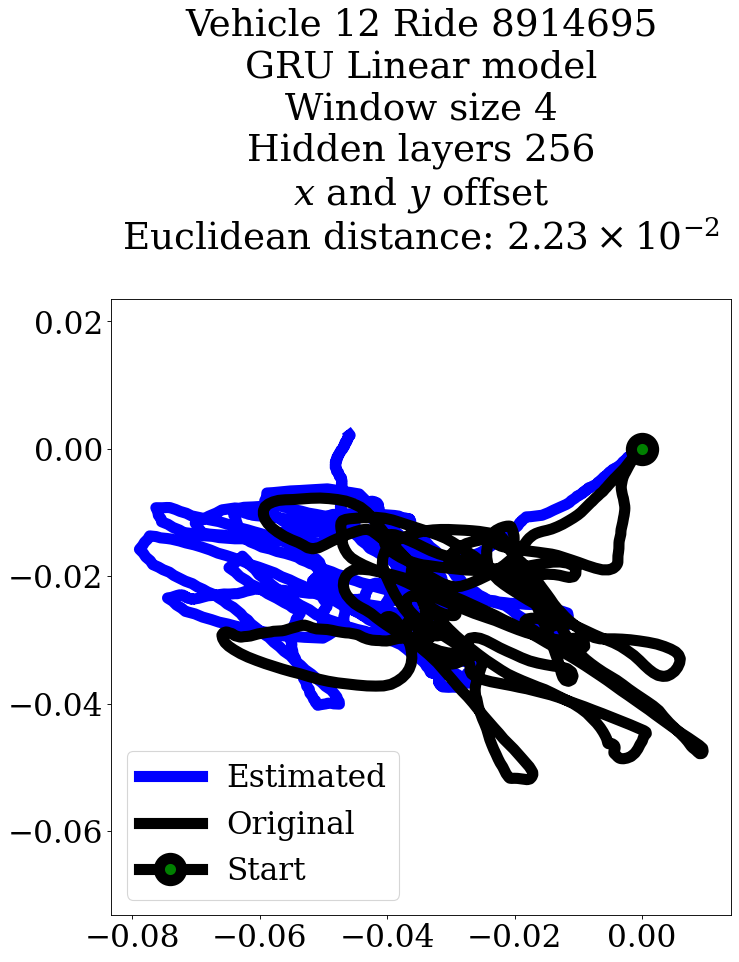 Vehicle 12 Ride 8914695
GRU Linear model
Window size 4
Hidden layers 256
x and y offset
Euclidean distance: 2.23 × 10⁻²
0.02
0.00
−0.02
−0.04
−0.06
Estimated
Original
Start
−0.08 −0.06 −0.04 −0.02 0.00